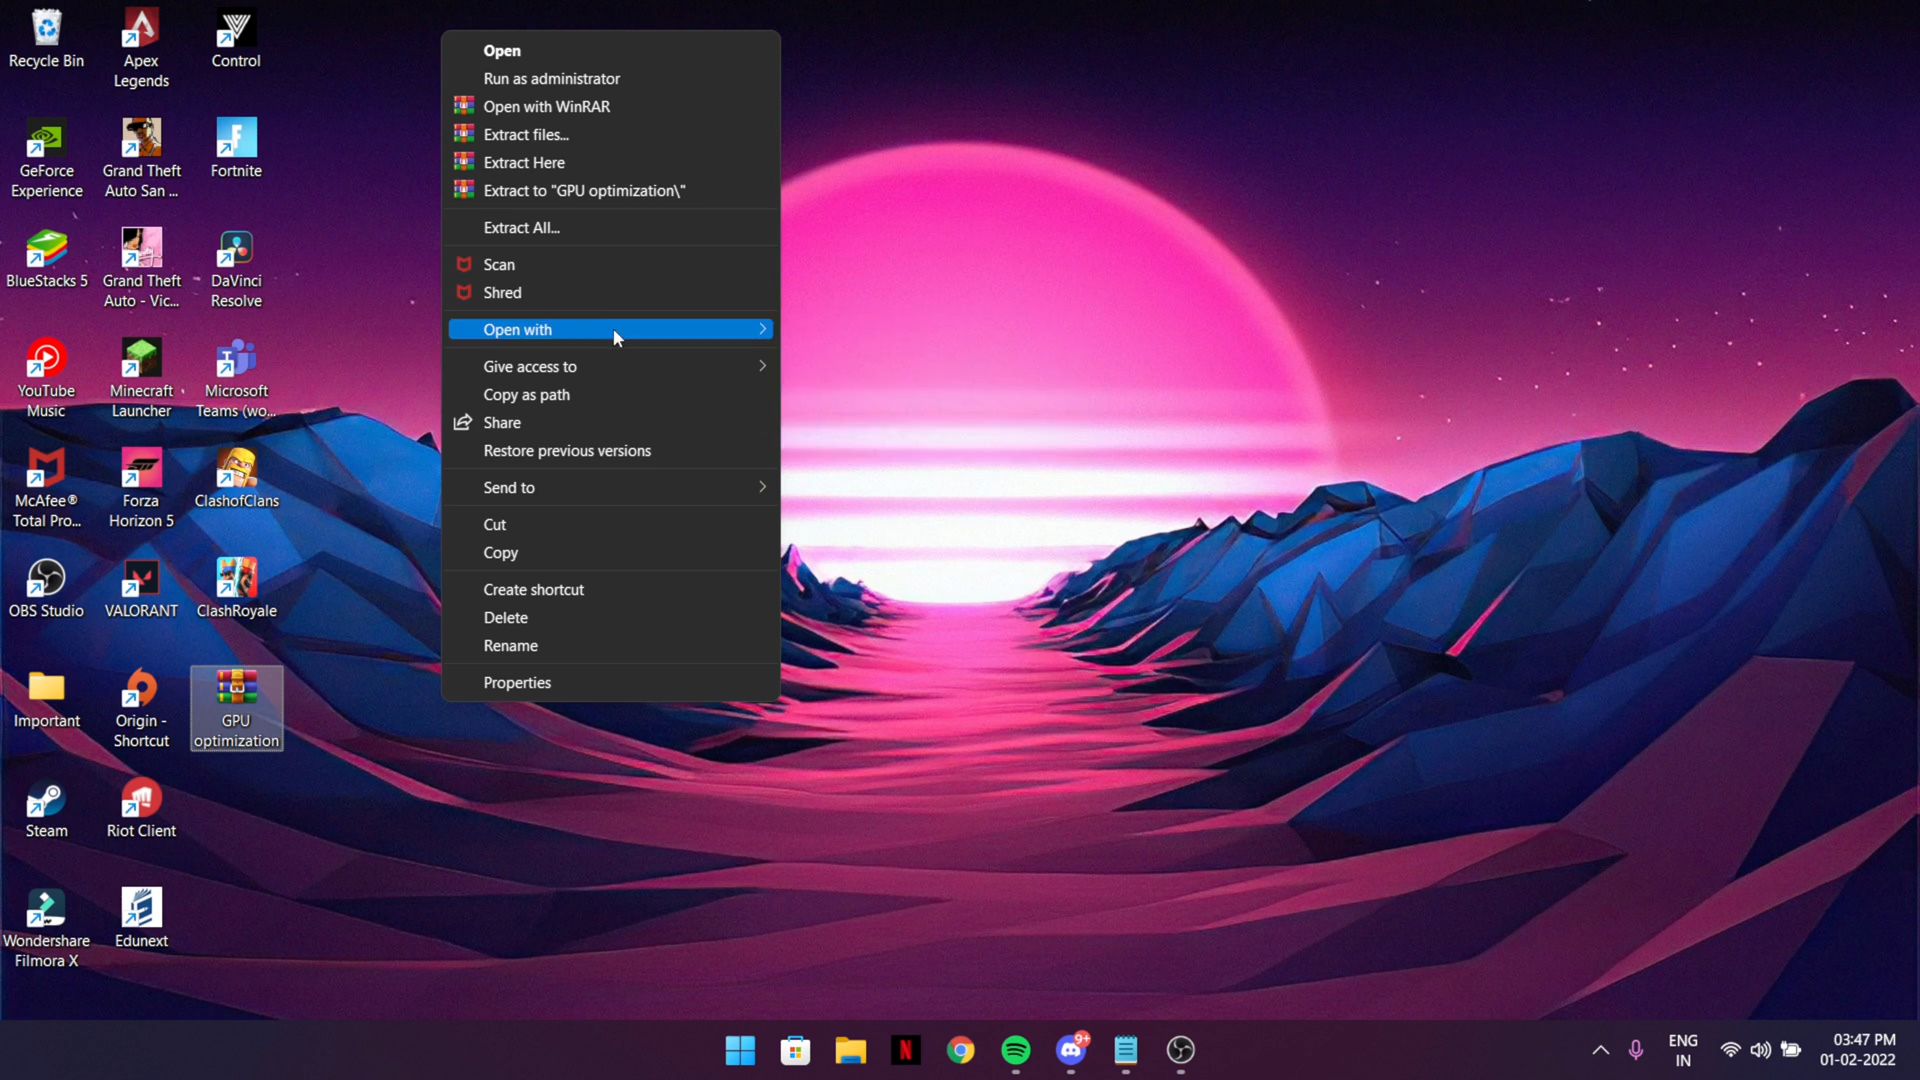 Recycle Bin
Apex
Legends
Control
GeForce
Experience
Grand Theft
Auto San ...
Fortnite
BlueStacks 5
Grand Theft
Auto - Vic...
DaVinci
Resolve
YouTube
Music
Minecraft
Launcher
Microsoft
Teams (wo...
McAfee®
Total Pro...
Forza
Horizon 5
ClashofClans
OBS Studio
VALORANT
ClashRoyale
Important
Origin -
Shortcut
GPU
optimization
Steam
Riot Client
Wondershare
Filmora X
Edunext
Open
Run as administrator
Open with WinRAR
Extract files...
Extract Here
Extract to "GPU optimization\"
Extract All...
Scan
Shred
Open with
Give access to
Copy as path
Share
Restore previous versions
Send to
Cut
Copy
Create shortcut
Delete
Rename
Properties
N
9+
ENG
IN
03:47 PM
01-02-2022